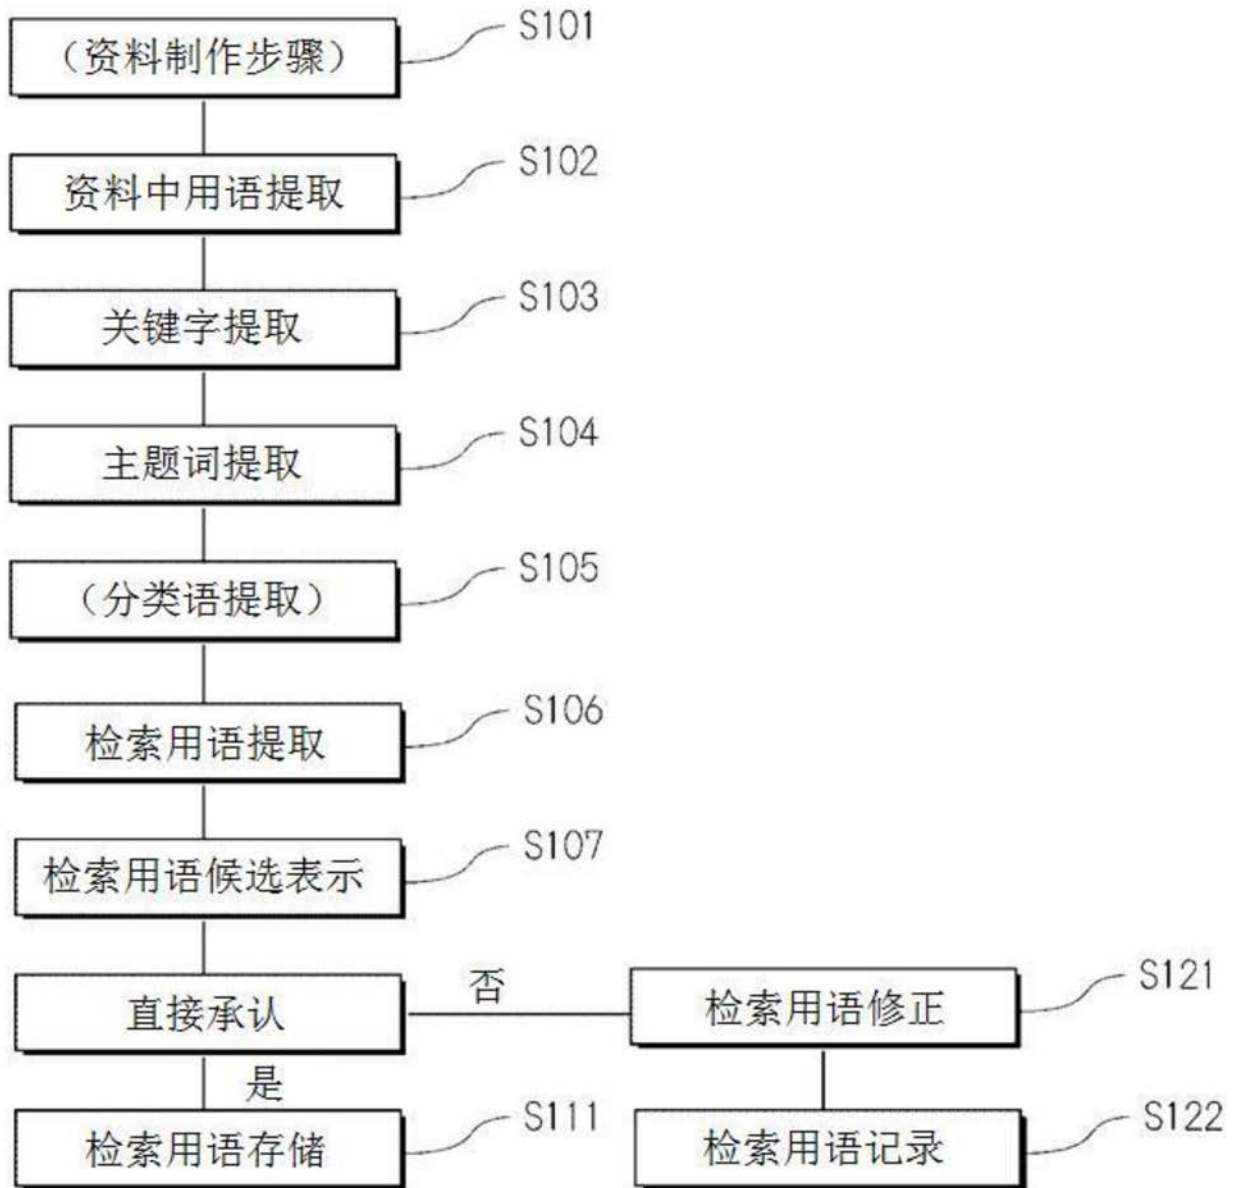 （资料制作步骤）
S101
资料中用语提取
S102
关键字提取
S103
主题词提取
S104
（分类语提取）
S105
检索用语提取
S106
检索用语候选表示
S107
直接承认
否
检索用语修正
S121
是
检索用语存储
S111
检索用语记录
S122